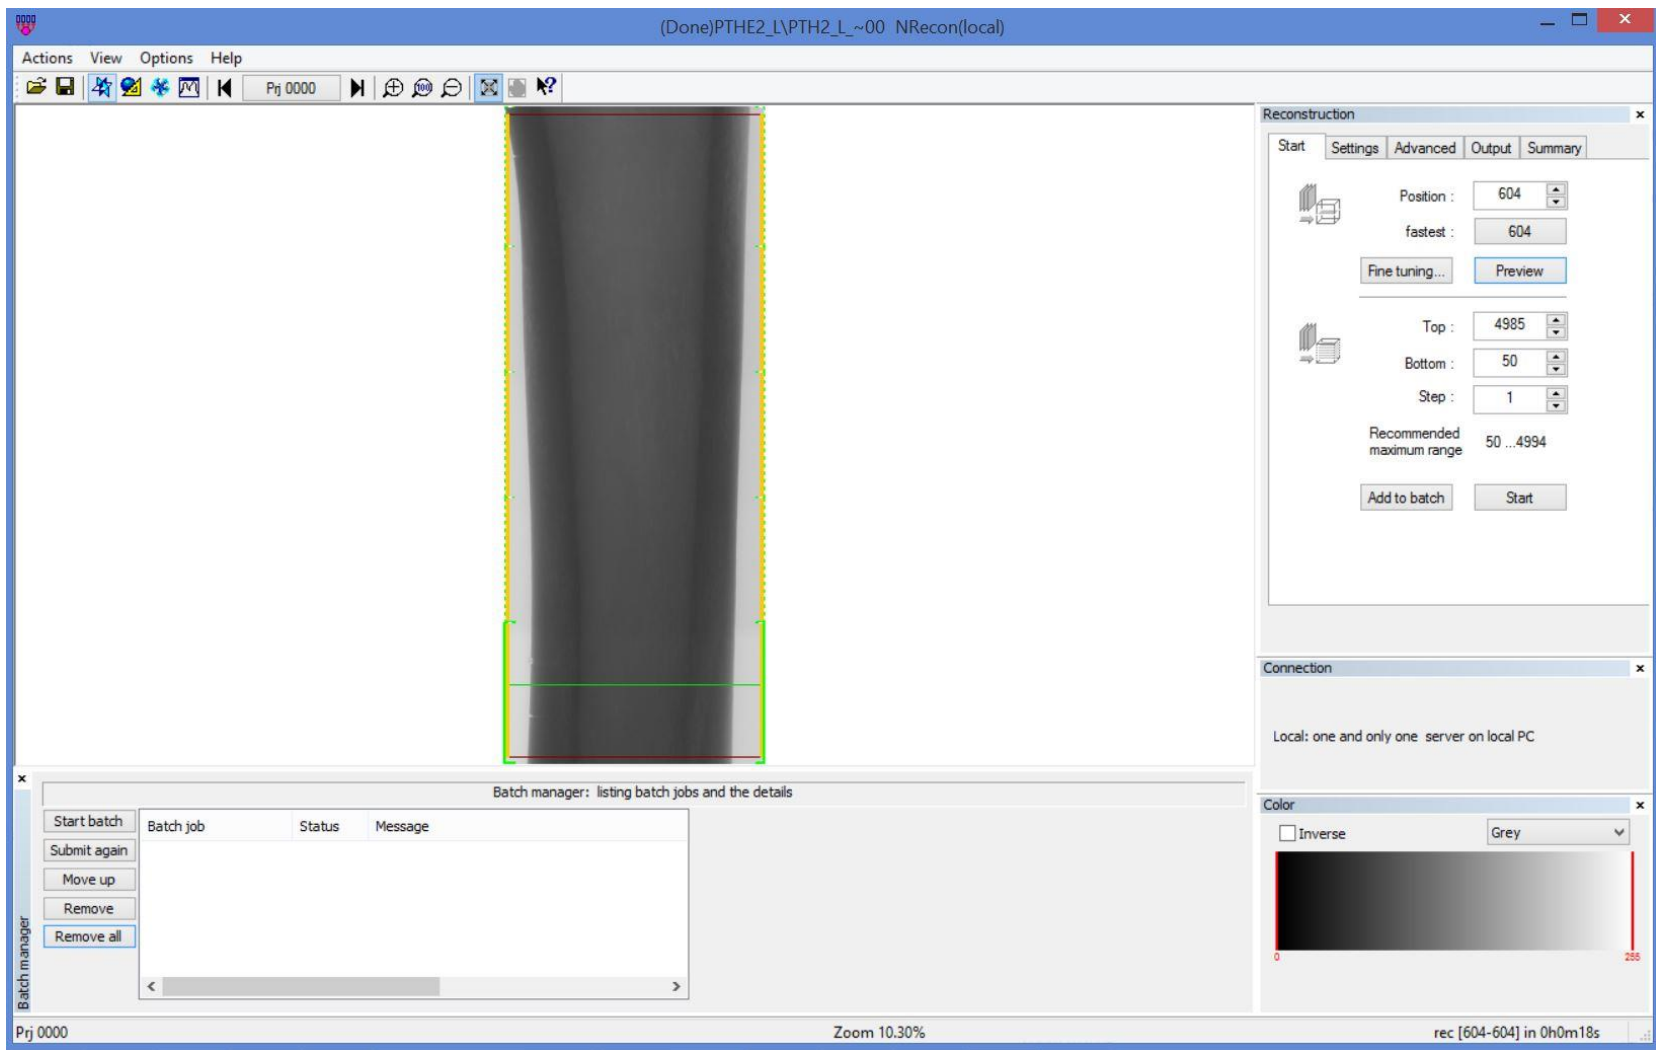 (Done)PTHE2_L\PTH2_L_~00 NRecon(local)
Actions View Options Help
Prj 0000
100
Reconstruction
Start Settings Advanced Output Summary
Position : 604
fastest : 604
Fine tuning... Preview
Top : 4985
Bottom : 50
Step : 1
Recommended
maximum range 50 ...4994
Add to batch Start
Connection
Local: one and only one server on local PC
Batch manager: listing batch jobs and the details
Start batch
Submit again
Move up
Remove
Remove all
Batch job Status Message
Batch manager
Color
Inverse Grey
0 255
Prj 0000 Zoom 10.30% rec [604-604] in 0h0m18s